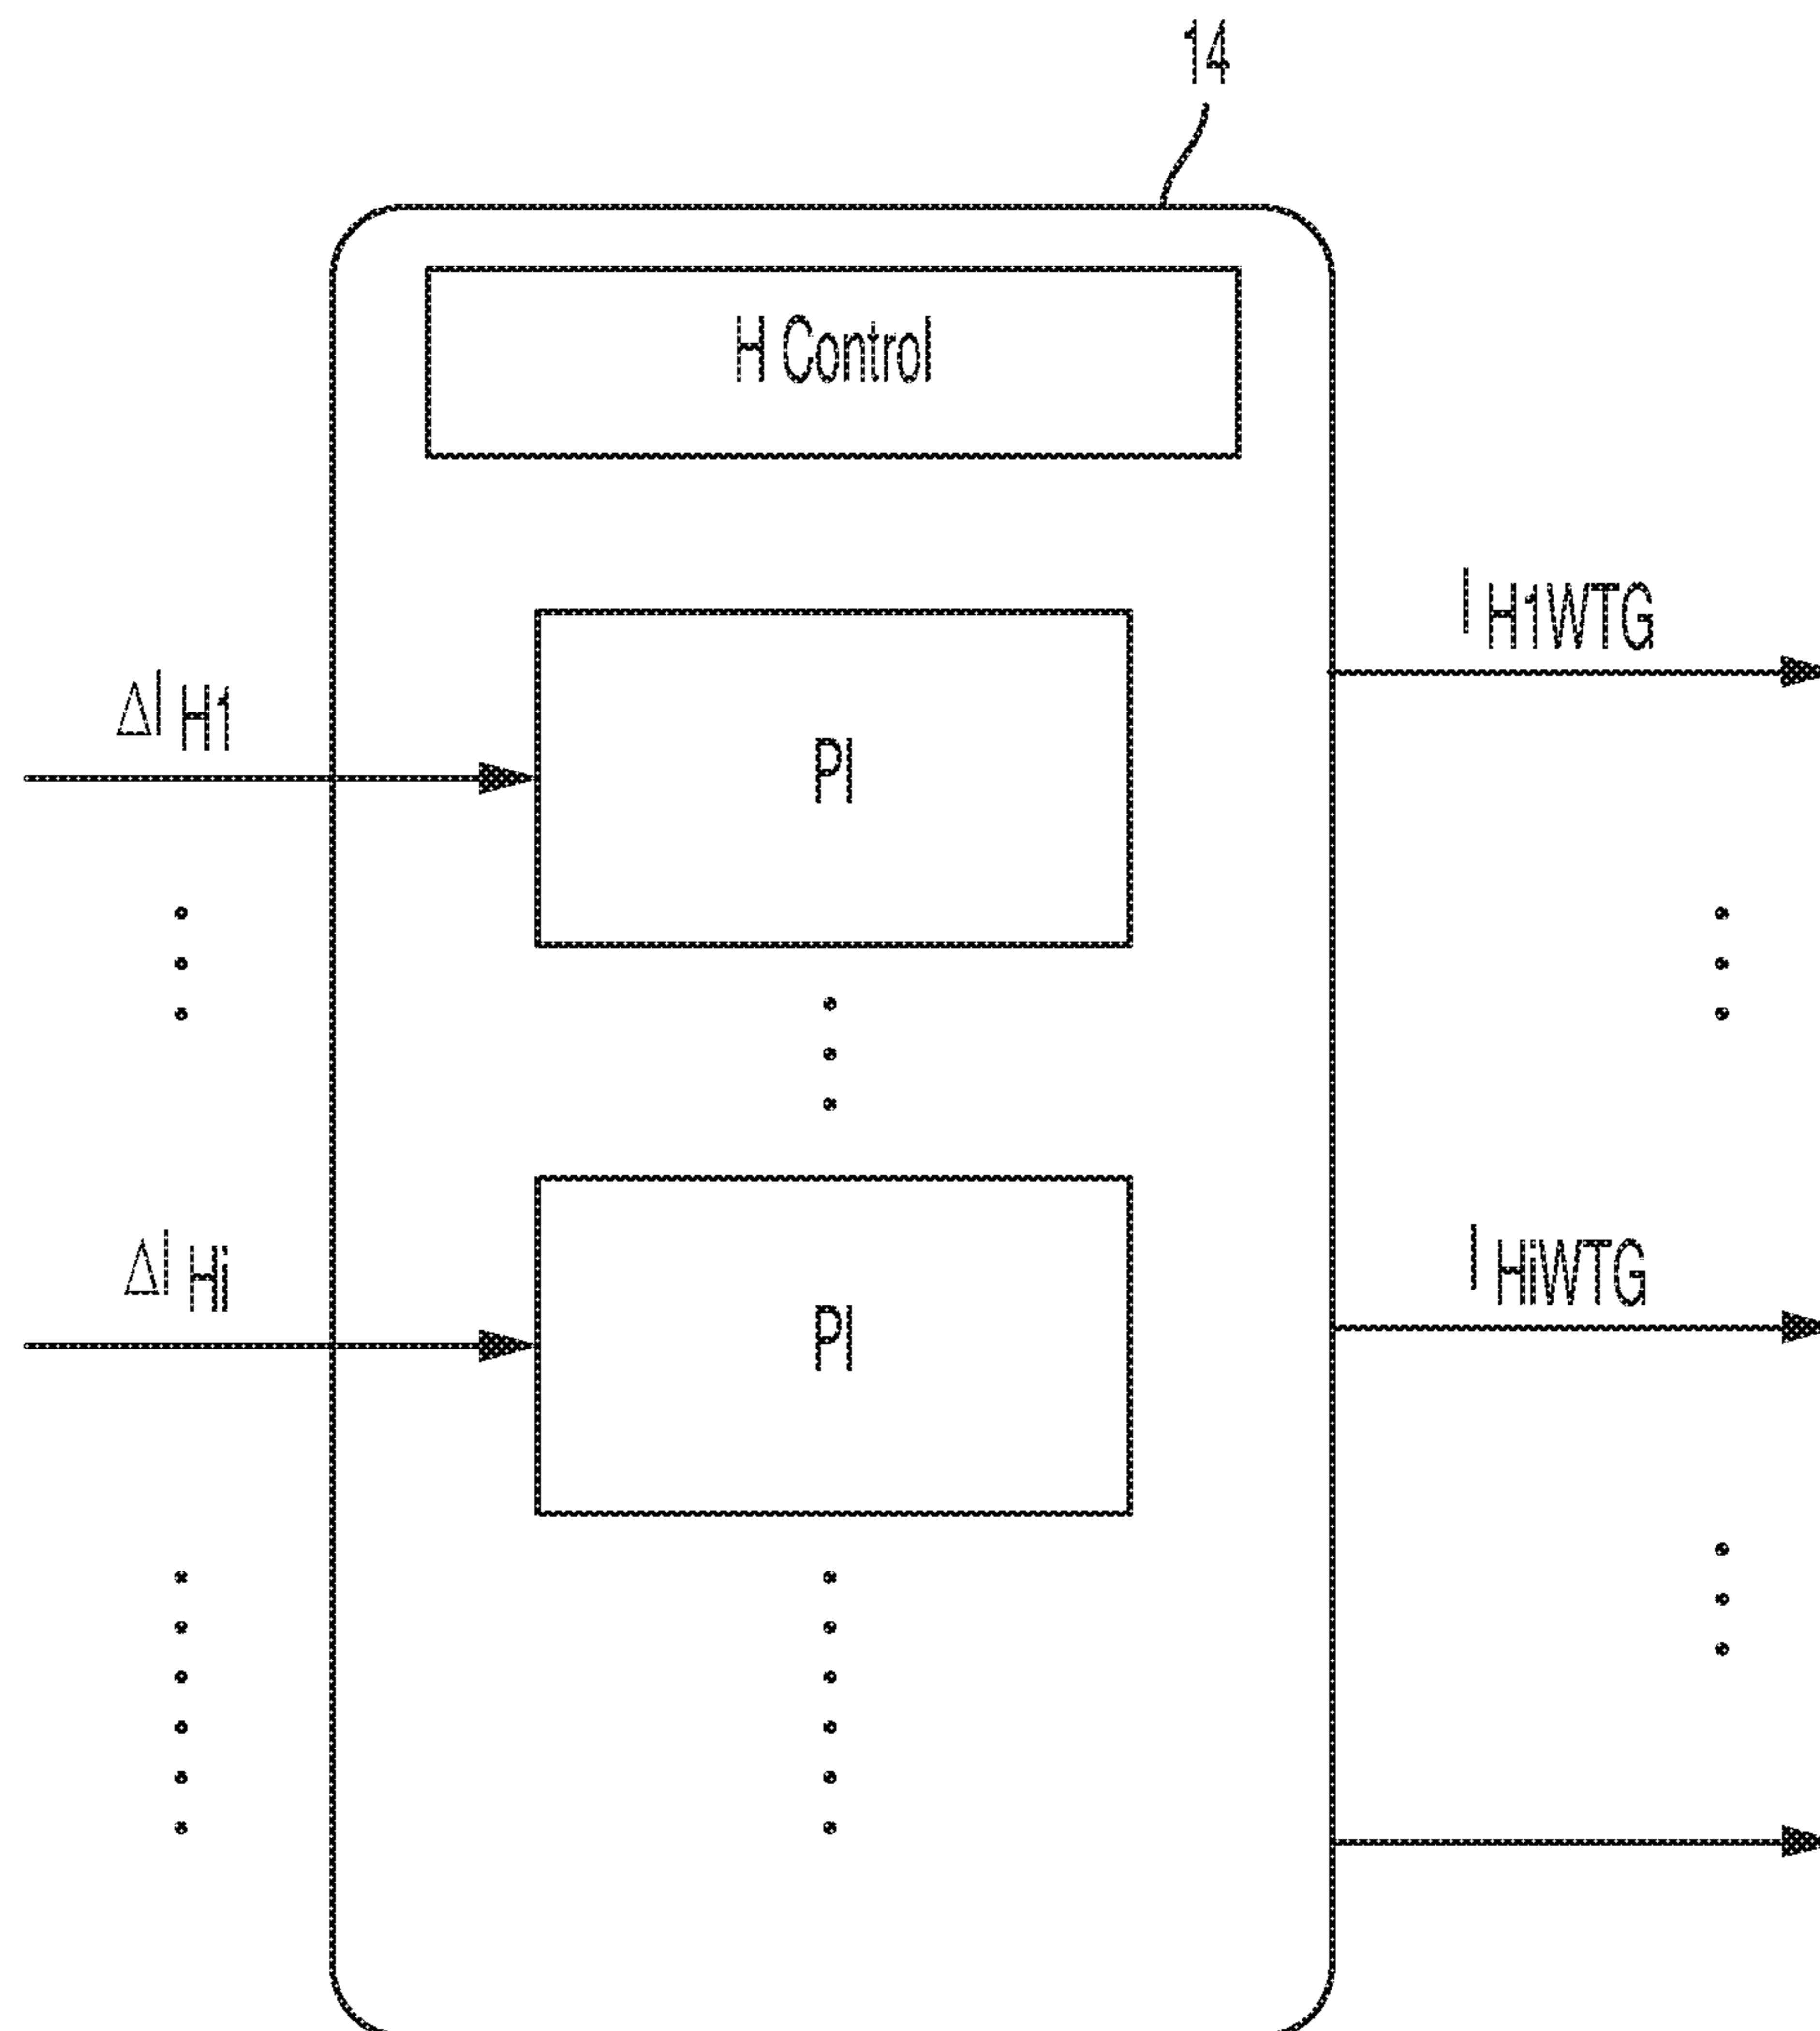 14
H Control
I H1WTG
ΔI H1
PI
ΔI Hi
I HiWTG
PI